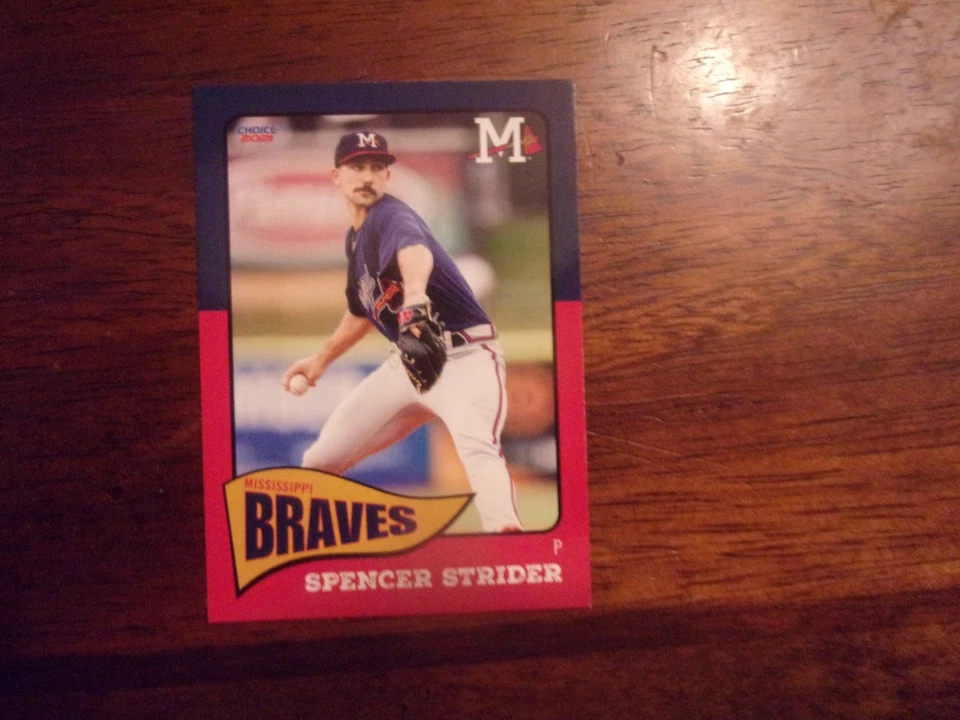 CHOICE
2021
M
M
MISSISSIPPI
BRAVES
P
SPENCER STRIDER